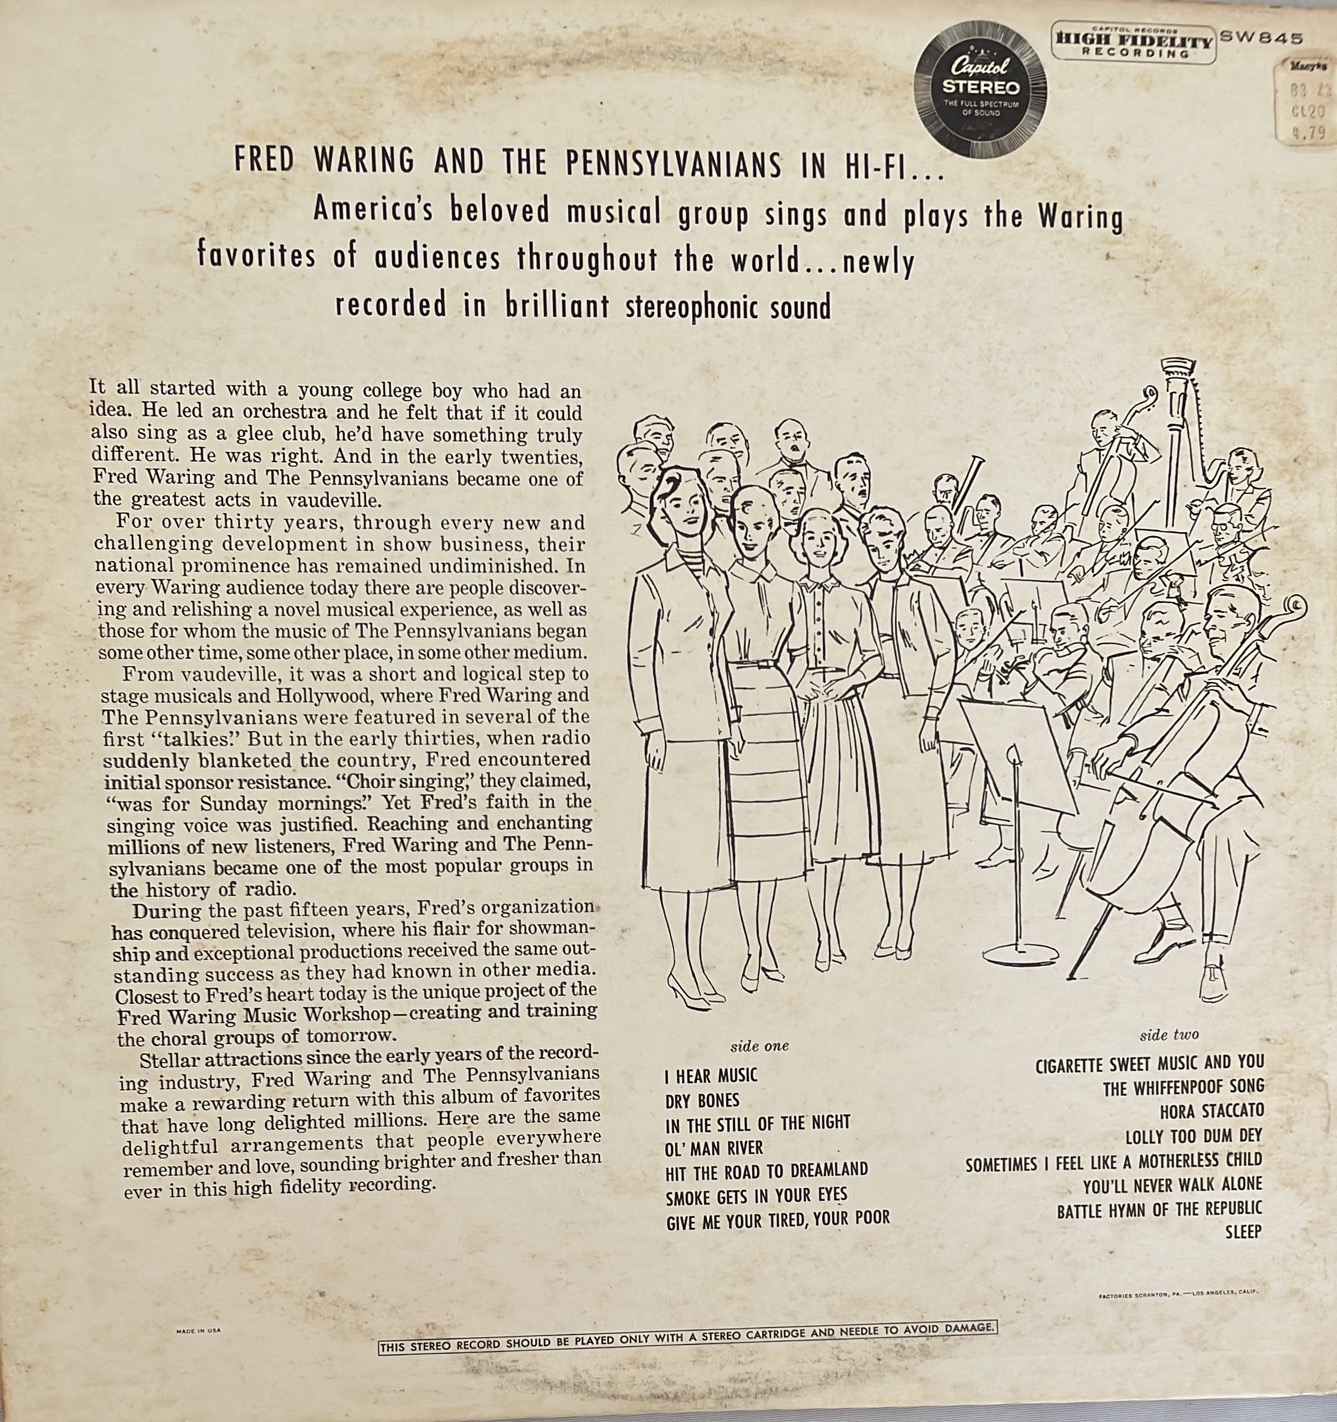 CAPITOL RECORDS
HIGH FIDELITY
RECORDING
SW845
Capitol
STEREO
THE FULL SPECTRUM
OF SOUND
Macy*s
CL20
4.79
FRED WARING AND THE PENNSYLVANIANS IN HI-FI...
America's beloved musical group sings and plays the Waring
favorites of audiences throughout the world...newly
recorded in brilliant stereophonic sound
It all started with a young college boy who had an
idea. He led an orchestra and he felt that if it could
also sing as a glee club, he'd have something truly
different. He was right. And in the early twenties,
Fred Waring and The Pennsylvanians became one of
the greatest acts in vaudeville.
For over thirty years, through every new and
challenging development in show business, their
national prominence has remained undiminished. In
every Waring audience today there are people discover-
ing and relishing a novel musical experience, as well as
those for whom the music of The Pennsylvanians began
some other time, some other place, in some other medium.
From vaudeville, it was a short and logical step to
stage musicals and Hollywood, where Fred Waring and
The Pennsylvanians were featured in several of the
first “talkies.” But in the early thirties, when radio
suddenly blanketed the country, Fred encountered
initial sponsor resistance. “Choir singing,” they claimed,
“was for Sunday mornings.” Yet Fred's faith in the
singing voice was justified. Reaching and enchanting
millions of new listeners, Fred Waring and The Penn-
sylvanians became one of the most popular groups in
the history of radio.
During the past fifteen years, Fred's organization
has conquered television, where his flair for showman-
ship and exceptional productions received the same out-
standing success as they had known in other media.
Closest to Fred's heart today is the unique project of the
Fred Waring Music Workshop—creating and training
the choral groups of tomorrow.
Stellar attractions since the early years of the record-
ing industry, Fred Waring and The Pennsylvanians
make a rewarding return with this album of favorites
that have long delighted millions. Here are the same
delightful arrangements that people everywhere
remember and love, sounding brighter and fresher than
ever in this high fidelity recording.
side one
I HEAR MUSIC
DRY BONES
IN THE STILL OF THE NIGHT
OL' MAN RIVER
HIT THE ROAD TO DREAMLAND
SMOKE GETS IN YOUR EYES
GIVE ME YOUR TIRED, YOUR POOR
side two
CIGARETTE SWEET MUSIC AND YOU
THE WHIFFENPOOF SONG
HORA STACCATO
LOLLY TOO DUM DEY
SOMETIMES I FEEL LIKE A MOTHERLESS CHILD
YOU'LL NEVER WALK ALONE
BATTLE HYMN OF THE REPUBLIC
SLEEP
FACTORIES SCRANTON, PA.—LOS ANGELES, CALIF.
MADE IN USA
THIS STEREO RECORD SHOULD BE PLAYED ONLY WITH A STEREO CARTRIDGE AND NEEDLE TO AVOID DAMAGE.